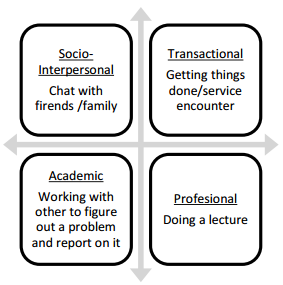 Socio-
Interpersonal
Chat with
firends /family
Transactional
Getting things
done/service
encounter
Academic
Working with
other to figure
out a problem
and report on it
Profesional
Doing a lecture